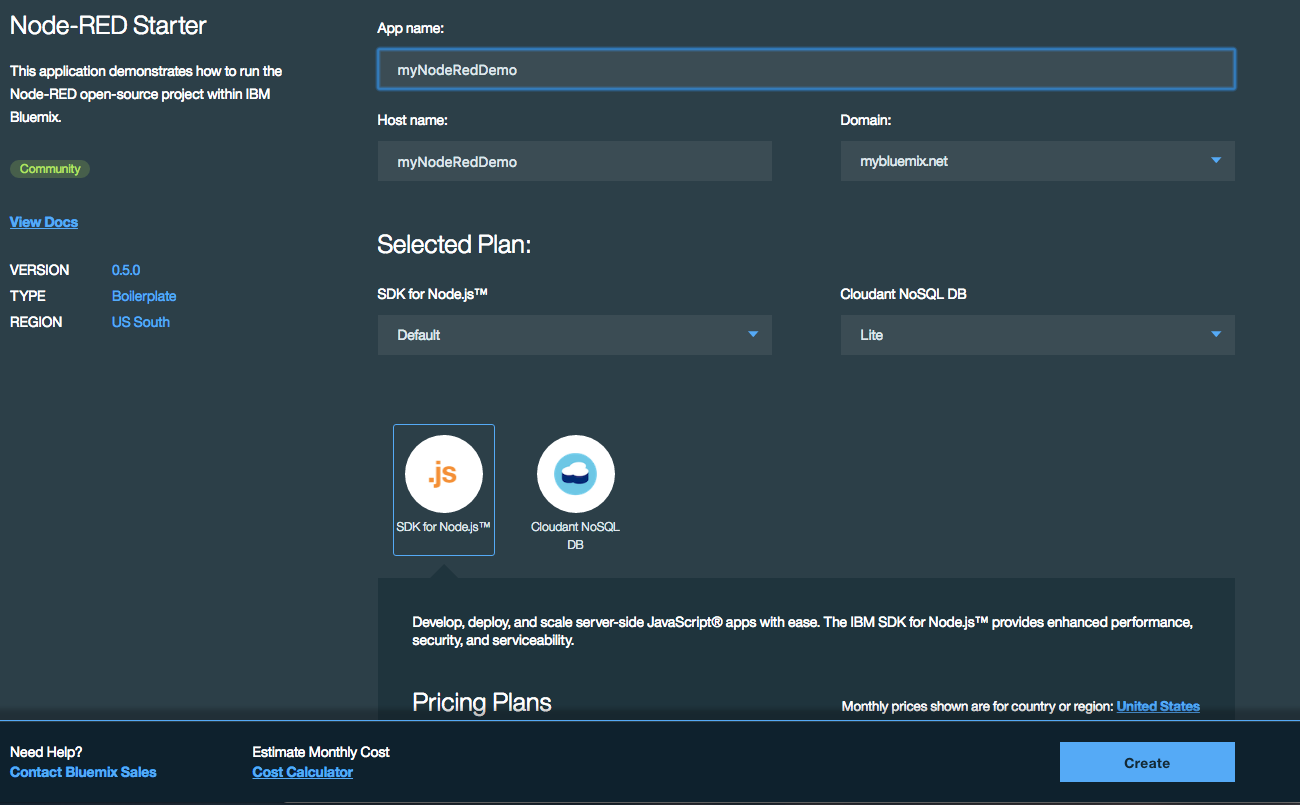 Node-RED Starter
This application demonstrates how to run the
Node-RED open-source project within IBM
Bluemix.
Community
View Docs
VERSION 0.5.0
TYPE Boilerplate
REGION US South
App name:
myNodeRedDemo
Host name:
myNodeRedDemo
Domain:
mybluemix.net
Selected Plan:
SDK for Node.js™
Default
Cloudant NoSQL DB
Lite
.js
SDK for Node.js™
Cloudant NoSQL
DB
Develop, deploy, and scale server-side JavaScript® apps with ease. The IBM SDK for Node.js™ provides enhanced performance,
security, and serviceability.
Pricing Plans
Monthly prices shown are for country or region: United States
Need Help?
Contact Bluemix Sales
Estimate Monthly Cost
Cost Calculator
Create